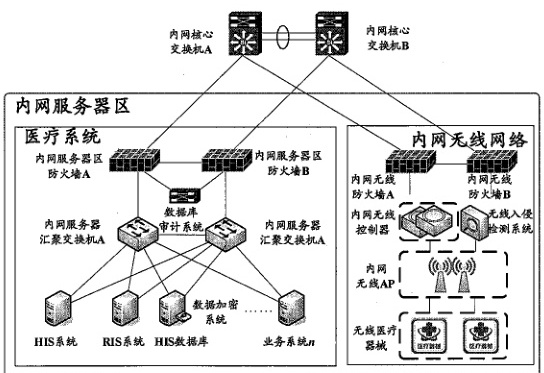 内网核心
交换机A
内网核心
交换机B
内网服务器区
医疗系统
内网服务器区
防火墙A
内网服务器区
防火墙B
数据库
审计系统
内网服务器
汇聚交换机A
内网服务器
汇聚交换机A
HIS系统
RIS系统
HIS数据库
数据加密
系统
……
业务系统n
内网无线网络
内网无线
防火墙A
内网无线
防火墙B
内网无线
控制器
无线入侵
检测系统
内网
无线AP
无线医疗
器械
医疗器械
医疗器械